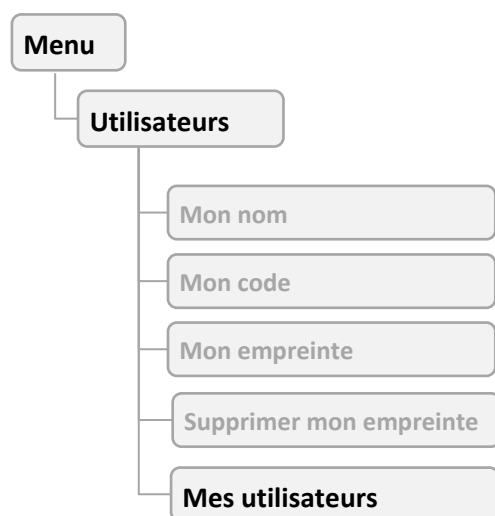 Menu
Utilisateurs
Mon nom
Mon code
Mon empreinte
Supprimer mon empreinte
Mes utilisateurs